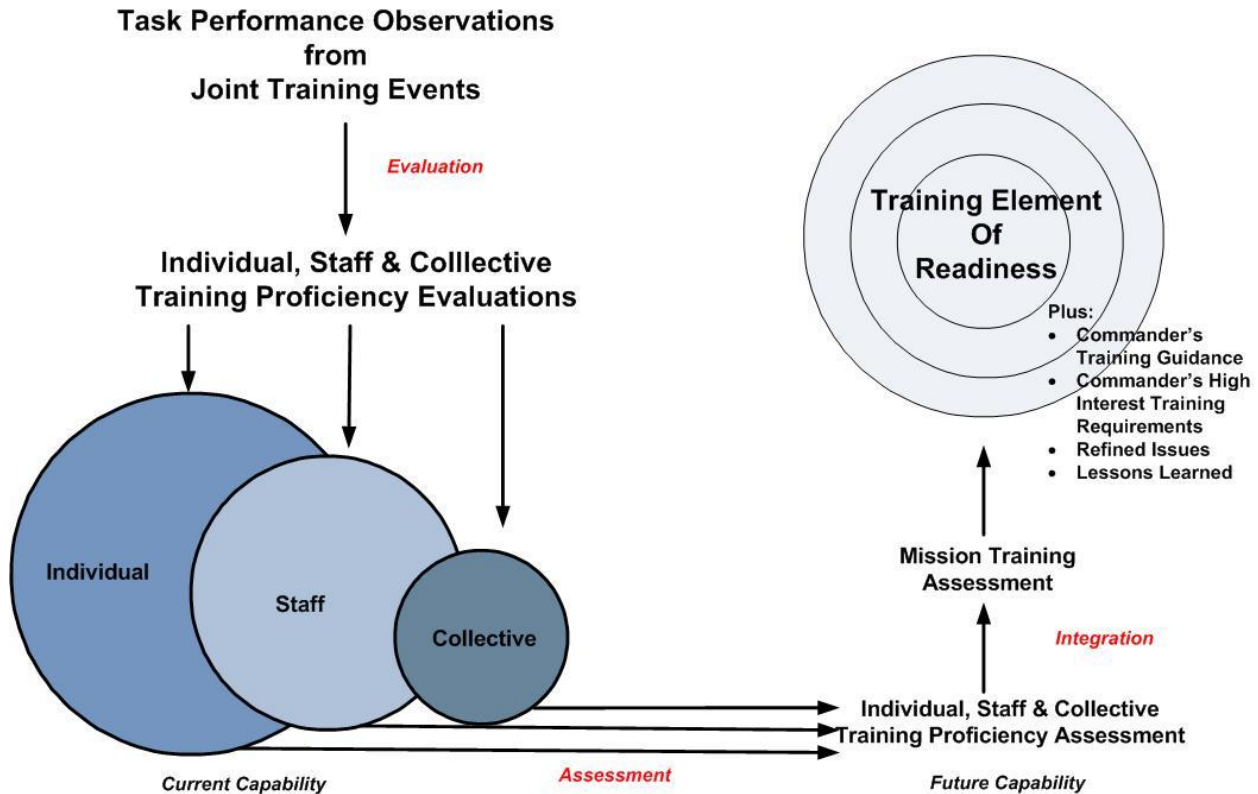 Task Performance Observations
from
Joint Training Events
Evaluation
Individual, Staff & Colllective
Training Proficiency Evaluations
Individual
Staff
Collective
Current Capability
Assessment
Training Element
Of
Readiness
Plus:
• Commander's
Training Guidance
• Commander's High
Interest Training
Requirements
• Refined Issues
• Lessons Learned
Mission Training
Assessment
Integration
Individual, Staff & Collective
Training Proficiency Assessment
Future Capability